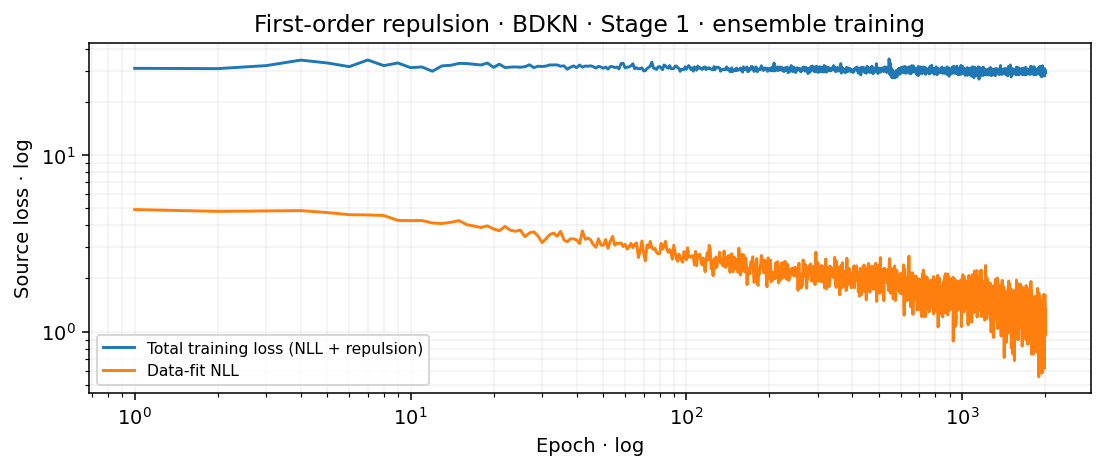 First-order repulsion · BDKN · Stage 1 · ensemble training
Source loss · log
10¹
10⁰
Total training loss (NLL + repulsion)
Data-fit NLL
10⁰ 10¹ 10² 10³
Epoch · log